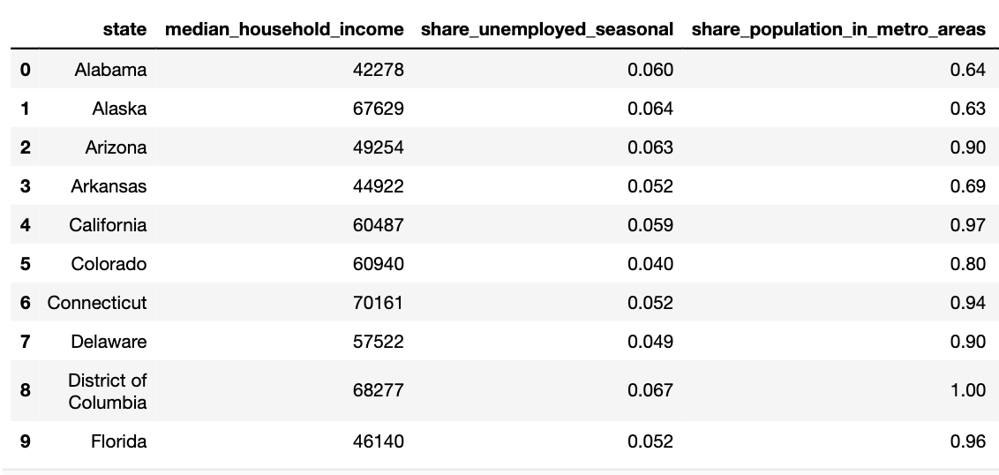 state median_household_income share_unemployed_seasonal share_population_in_metro_areas
0 Alabama 42278 0.060 0.64
1 Alaska 67629 0.064 0.63
2 Arizona 49254 0.063 0.90
3 Arkansas 44922 0.052 0.69
4 California 60487 0.059 0.97
5 Colorado 60940 0.040 0.80
6 Connecticut 70161 0.052 0.94
7 Delaware 57522 0.049 0.90
8 District of
Columbia 68277 0.067 1.00
9 Florida 46140 0.052 0.96